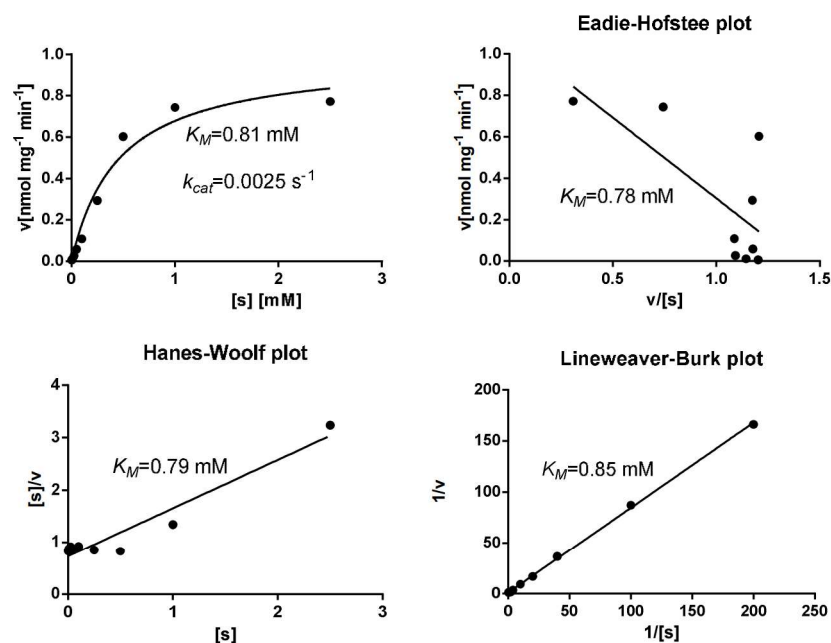 1.0
0.8
0.6
0.4
0.2
0.0
v[nmol mg⁻¹ min⁻¹]
K_M=0.81 mM
k_cat=0.0025 s⁻¹
0
1
2
3
[s] [mM]
Eadie-Hofstee plot
1.0
0.8
0.6
0.4
0.2
0.0
v[nmol mg⁻¹ min⁻¹]
K_M=0.78 mM
0.0
0.5
1.0
1.5
v/[s]
Hanes-Woolf plot
4
3
2
1
0
[s]/v
K_M=0.79 mM
0
1
2
3
[s]
Lineweaver-Burk plot
200
150
100
50
0
1/v
K_M=0.85 mM
0
50
100
150
200
250
1/[s]